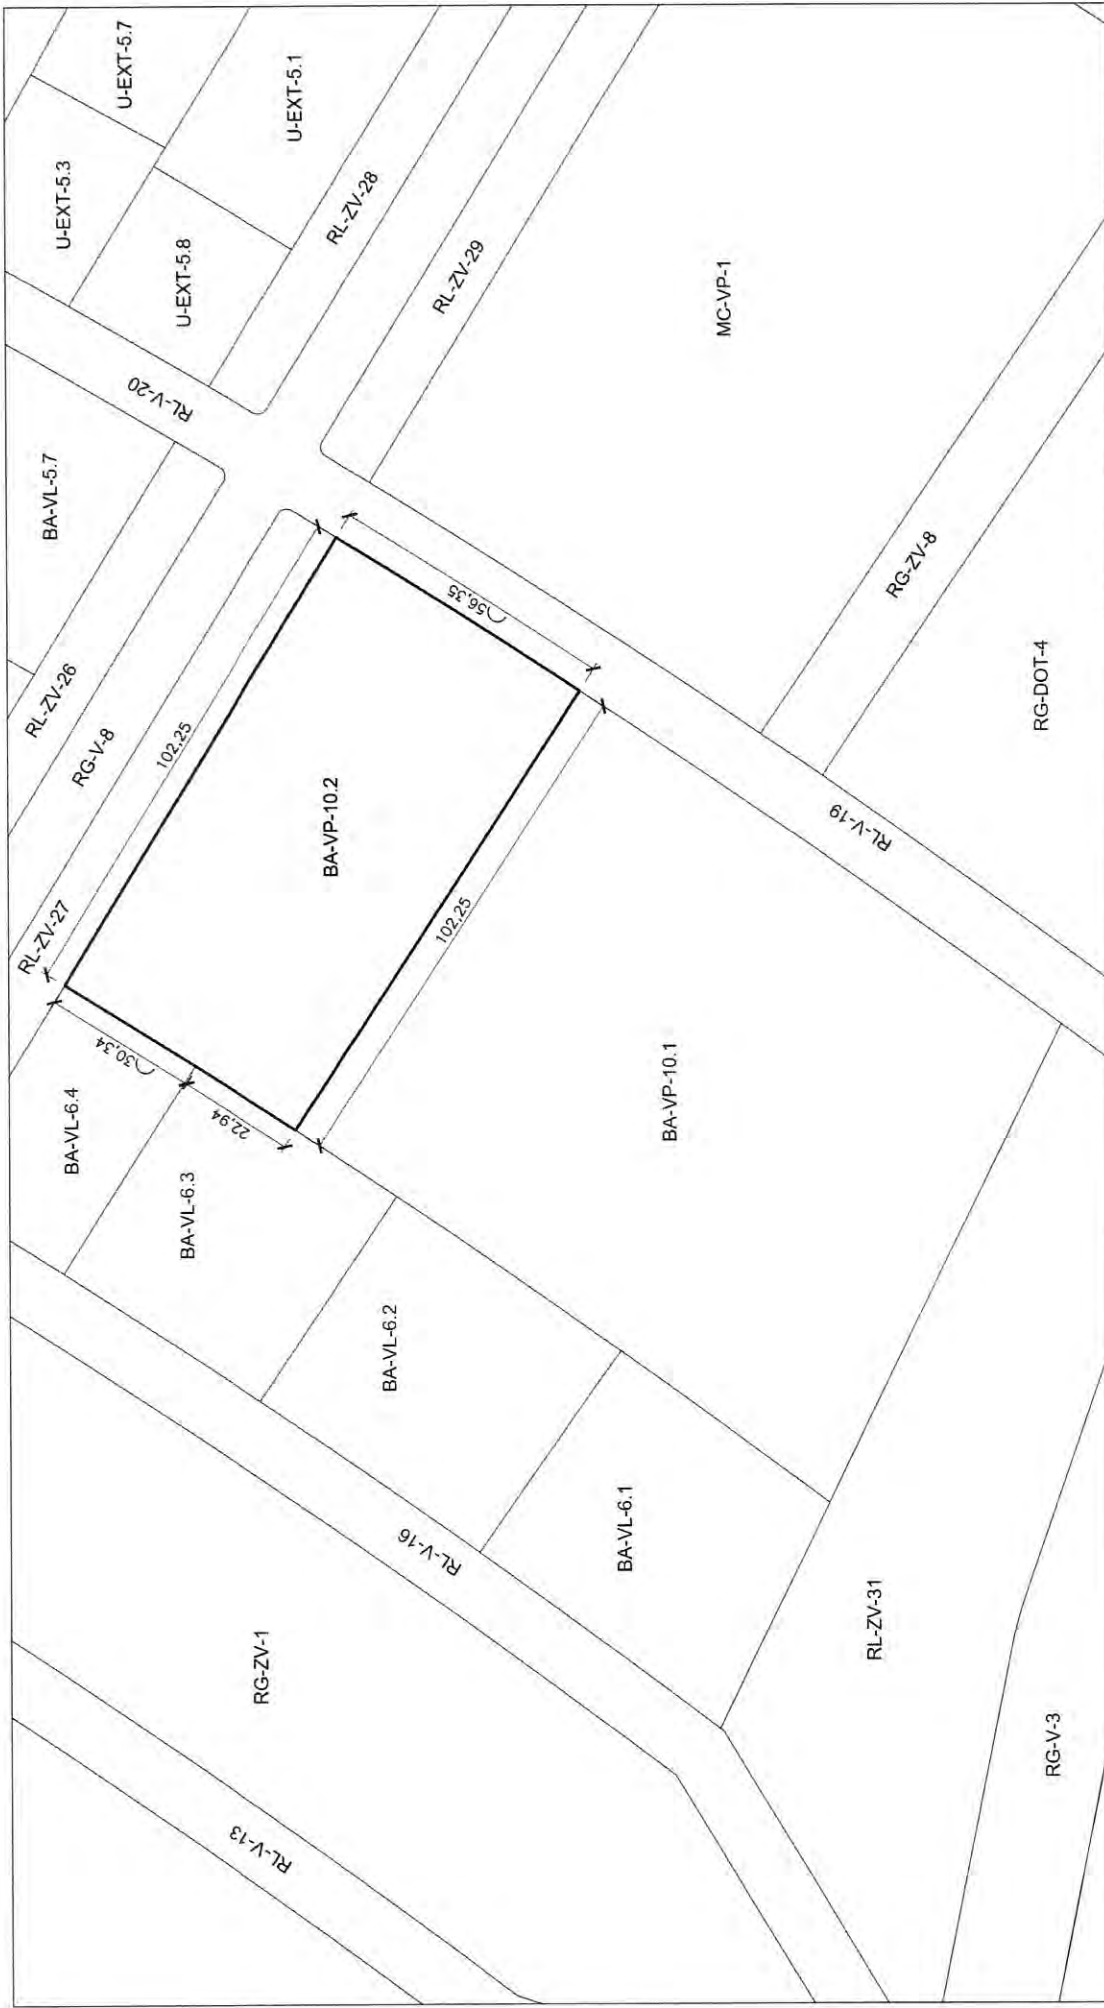 U-EXT-5.7
U-EXT-5.3
U-EXT-5.1
U-EXT-5.8
RL-ZV-28
RL-ZV-29
MC-VP-1
RL-V-20
BA-VL-5.7
RL-ZV-26
RG-V-8
RL-ZV-27
102,25
56,35
BA-VP-10.2
102,25
30,34
22,94
RG-ZV-8
RG-DOT-4
RL-V-19
BA-VL-6.4
BA-VL-6.3
BA-VP-10.1
BA-VL-6.2
BA-VL-6.1
RL-V-16
RG-ZV-1
RL-ZV-31
RG-V-3
RL-V-13